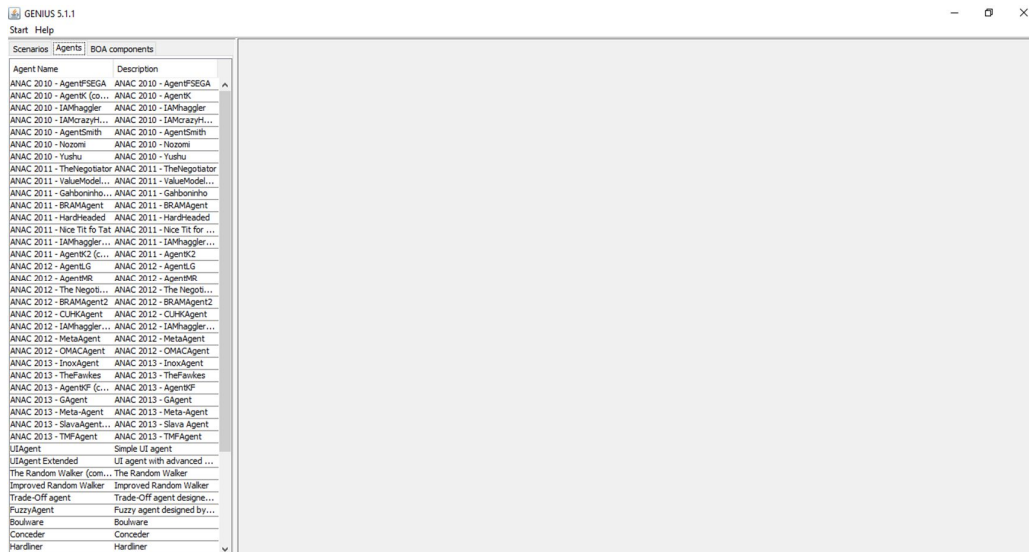 GENIUS 5.1.1
Start Help
Scenarios Agents BOA components
Agent Name Description
ANAC 2010 - AgentFSEGA ANAC 2010 - AgentFSEGA
ANAC 2010 - AgentK (co... ANAC 2010 - AgentK
ANAC 2010 - IAMhaggler ANAC 2010 - IAMhaggler
ANAC 2010 - IAMcrazyH... ANAC 2010 - IAMcrazyH...
ANAC 2010 - AgentSmith ANAC 2010 - AgentSmith
ANAC 2010 - Nozomi ANAC 2010 - Nozomi
ANAC 2010 - Yushu ANAC 2010 - Yushu
ANAC 2011 - TheNegotiator ANAC 2011 - TheNegotiator
ANAC 2011 - ValueModel... ANAC 2011 - ValueModel...
ANAC 2011 - Gahboninho... ANAC 2011 - Gahboninho
ANAC 2011 - BRAMAgent ANAC 2011 - BRAMAgent
ANAC 2011 - HardHeaded ANAC 2011 - HardHeaded
ANAC 2011 - Nice Tit fo Tat ANAC 2011 - Nice Tit for ...
ANAC 2011 - IAMhaggler... ANAC 2011 - IAMhaggler...
ANAC 2011 - AgentK2 (c... ANAC 2011 - AgentK2
ANAC 2012 - AgentLG ANAC 2012 - AgentLG
ANAC 2012 - AgentMR ANAC 2012 - AgentMR
ANAC 2012 - The Negoti... ANAC 2012 - The Negoti...
ANAC 2012 - BRAMAgent2 ANAC 2012 - BRAMAgent2
ANAC 2012 - CUHKAgent ANAC 2012 - CUHKAgent
ANAC 2012 - IAMhaggler... ANAC 2012 - IAMhaggler...
ANAC 2012 - MetaAgent ANAC 2012 - MetaAgent
ANAC 2012 - OMACAgent ANAC 2012 - OMACAgent
ANAC 2013 - InoxAgent ANAC 2013 - InoxAgent
ANAC 2013 - TheFawkes ANAC 2013 - TheFawkes
ANAC 2013 - AgentKF (c... ANAC 2013 - AgentKF
ANAC 2013 - GAgent ANAC 2013 - GAgent
ANAC 2013 - Meta-Agent ANAC 2013 - Meta-Agent
ANAC 2013 - SlavaAgent... ANAC 2013 - Slava Agent
ANAC 2013 - TMFAgent ANAC 2013 - TMFAgent
UIAgent Simple UI agent
UIAgent Extended UI agent with advanced ...
The Random Walker (com... The Random Walker
Improved Random Walker Improved Random Walker
Trade-Off agent Trade-Off agent designe...
FuzzyAgent Fuzzy agent designed by...
Boulware Boulware
Conceder Conceder
Hardliner Hardliner